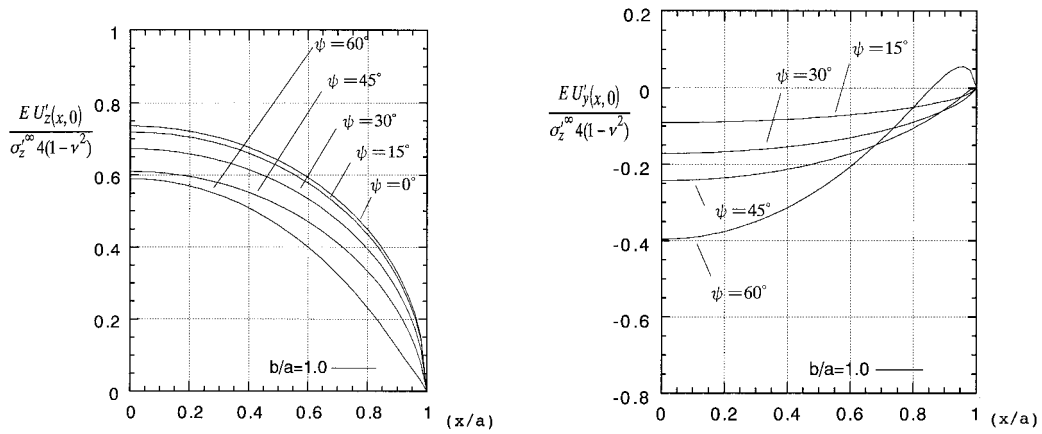 E U'z(x,0)
σ'z∞ 4(1-ν²)
1
0.8
0.6
0.4
0.2
0
ψ=60°
ψ=45°
ψ=30°
ψ=15°
ψ=0°
b/a=1.0
0 0.2 0.4 0.6 0.8 1 (x/a)
E U'y(x,0)
σ'z∞ 4(1-ν²)
0.2
0
-0.2
-0.4
-0.6
-0.8
ψ=15°
ψ=30°
ψ=45°
ψ=60°
b/a=1.0
0 0.2 0.4 0.6 0.8 1 (x/a)